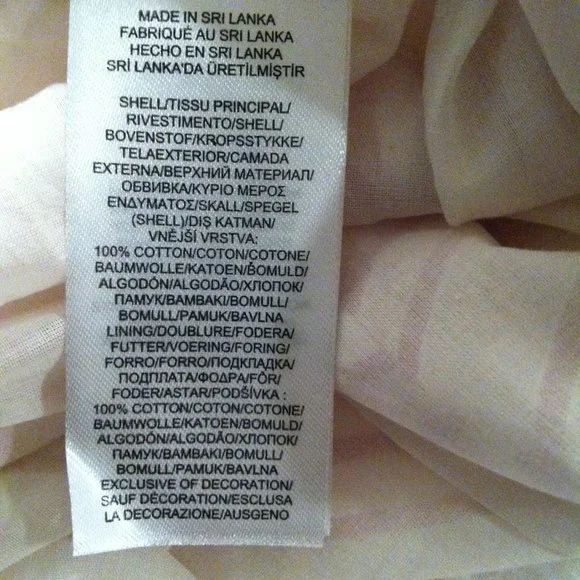 MADE IN SRI LANKA
FABRIQUÉ AU SRI LANKA
HECHO EN SRI LANKA
SRİ LANKA'DA ÜRETİLMİŞTİR
SHELL/TISSU PRINCIPAL/
RIVESTIMENTO/SHELL/
BOVENSTOF/KROPSSTYKKE/
TELAEXTERIOR/CAMADA
EXTERNA/ВЕРХНИЙ МАТЕРИАЛ/
ОБВИВКА/ΚΥΡΙΟ ΜΕΡΟΣ
ΕΝΔΥΜΑΤΟΣ/SKALL/SPEGEL
(SHELL)/DIŞ KATMAN/
VNĚJŠÍ VRSTVA:
100% COTTON/COTON/COTONE/
BAUMWOLLE/KATOEN/BOMULD/
ALGODÓN/ALGODÃO/ХЛОПОК/
ПАМУК/ΒΑΜΒΑΚΙ/BOMULL/
BOMULL/PAMUK/BAVLNA
LINING/DOUBLURE/FODERA/
FUTTER/VOERING/FORING/
FORRO/FORRO/ПОДКЛАДКА/
ПОДПЛАТА/ΦΟΔΡΑ/FÔR/
FODER/ASTAR/PODŠÍVKA :
100% COTTON/COTON/COTONE/
BAUMWOLLE/KATOEN/BOMULD/
ALGODÓN/ALGODÃO/ХЛОПОК/
ПАМУК/ΒΑΜΒΑΚΙ/BOMULL/
BOMULL/PAMUK/BAVLNA
EXCLUSIVE OF DECORATION/
SAUF DÉCORATION/ESCLUSA
LA DECORAZIONE/AUSGENO